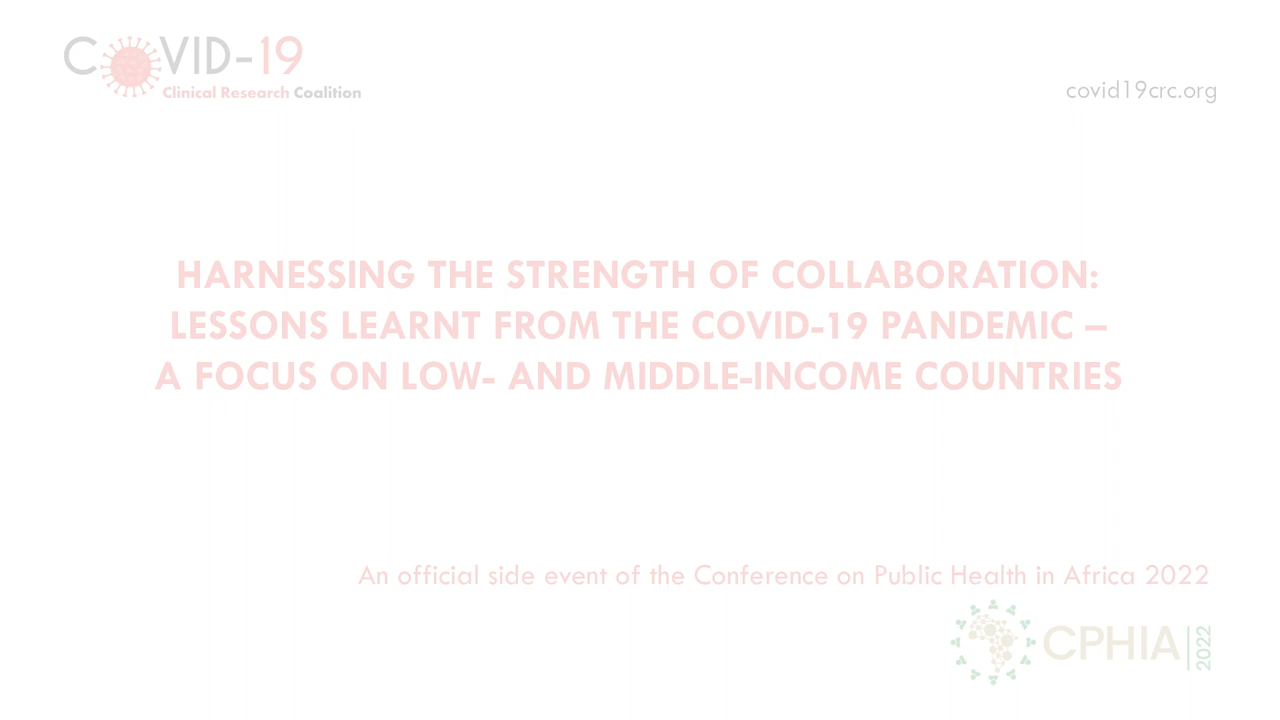 COVID-19
Clinical Research Coalition
covid19crc.org
HARNESSING THE STRENGTH OF COLLABORATION:
LESSONS LEARNT FROM THE COVID-19 PANDEMIC –
A FOCUS ON LOW- AND MIDDLE-INCOME COUNTRIES
An official side event of the Conference on Public Health in Africa 2022
CPHIA 2022